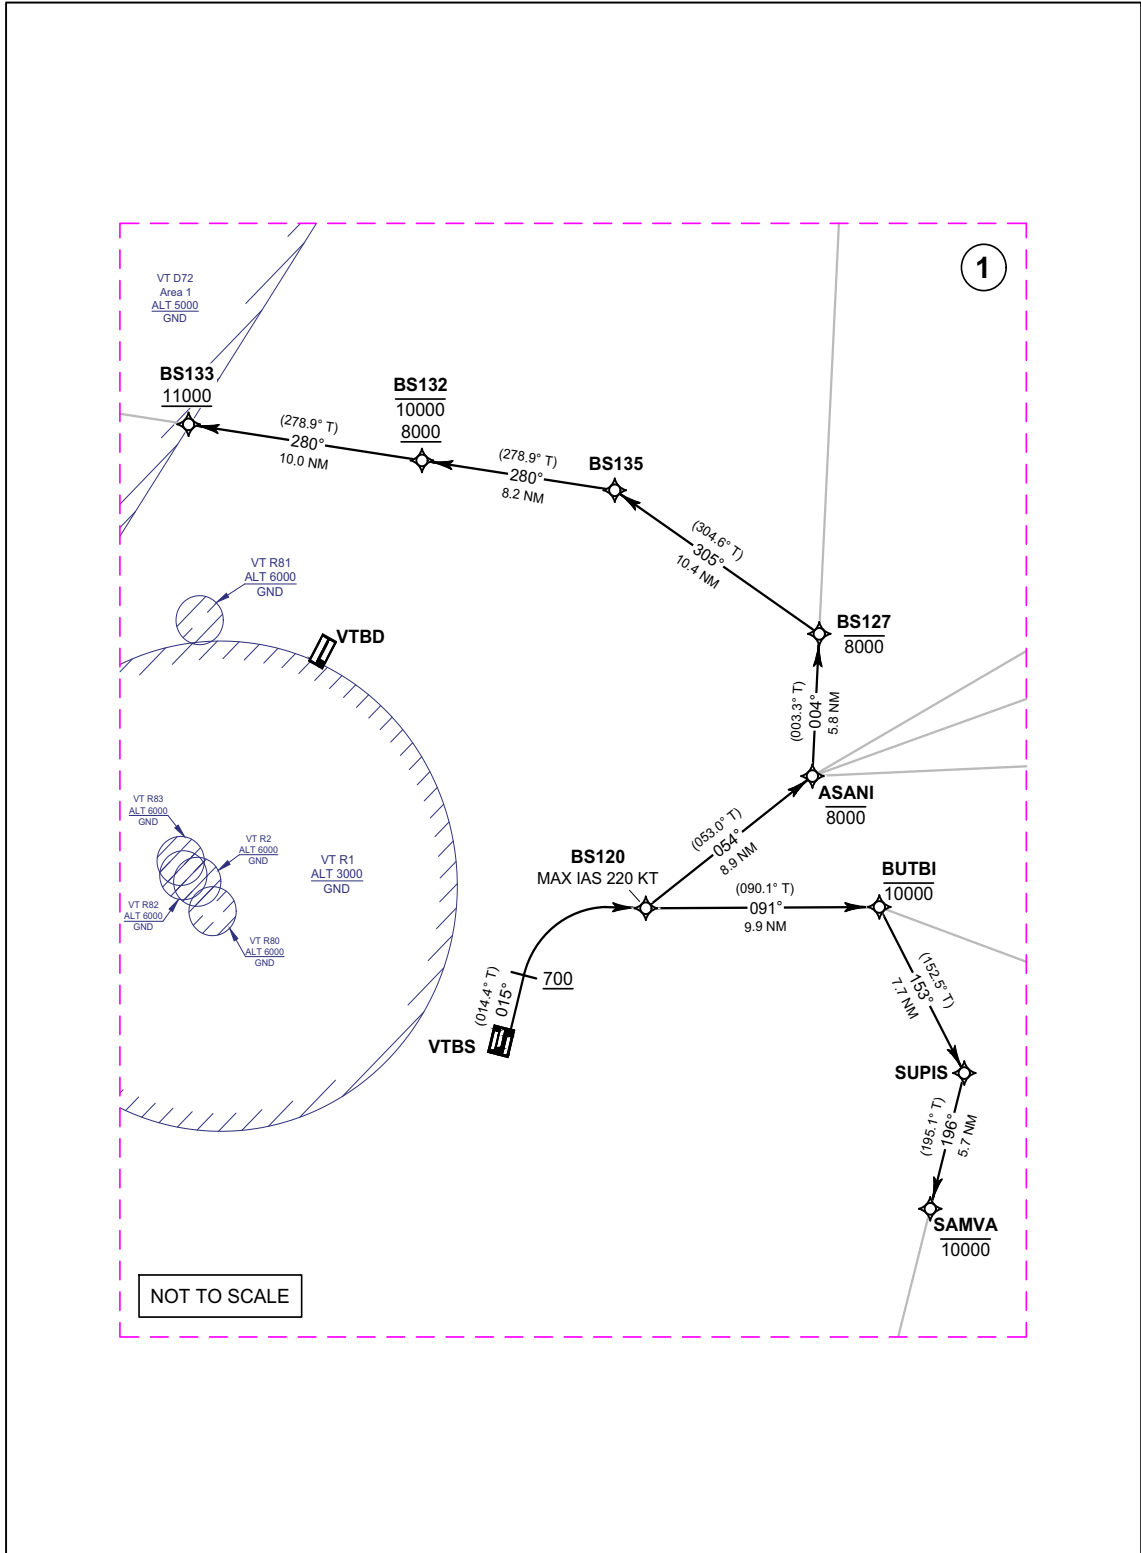 1
VT D72
Area 1
ALT 5000
GND
BS133
11000
BS132
10000
8000
(278.9° T)
280°
10.0 NM
(278.9° T)
280°
8.2 NM
BS135
(304.6° T)
305°
10.4 NM
VT R81
ALT 6000
GND
VTBD
BS127
8000
(003.3° T)
004°
5.8 NM
ASANI
8000
VT R83
ALT 6000
GND
VT R2
ALT 6000
GND
VT R1
ALT 3000
GND
VT R82
ALT 6000
GND
VT R80
ALT 6000
GND
(053.0° T)
054°
8.9 NM
BS120
MAX IAS 220 KT
(090.1° T)
091°
9.9 NM
BUTBI
10000
(152.5° T)
153°
7.7 NM
700
(014.4° T)
015°
VTBS
SUPIS
(195.1° T)
196°
5.7 NM
SAMVA
10000
NOT TO SCALE